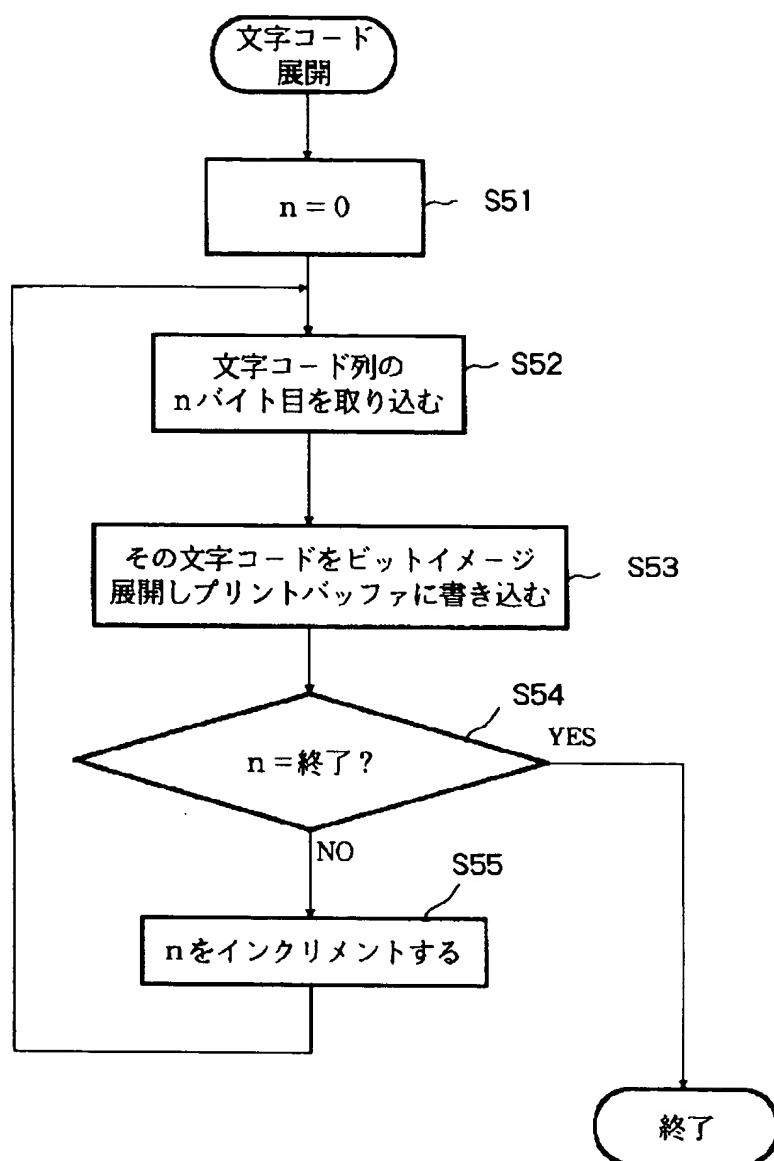 文字コード
展開
n=0
S51
文字コード列の
nバイト目を取り込む
S52
その文字コードをビットイメージ
展開しプリントバッファに書き込む
S53
S54
n=終了?
YES
NO
S55
nをインクリメントする
終了